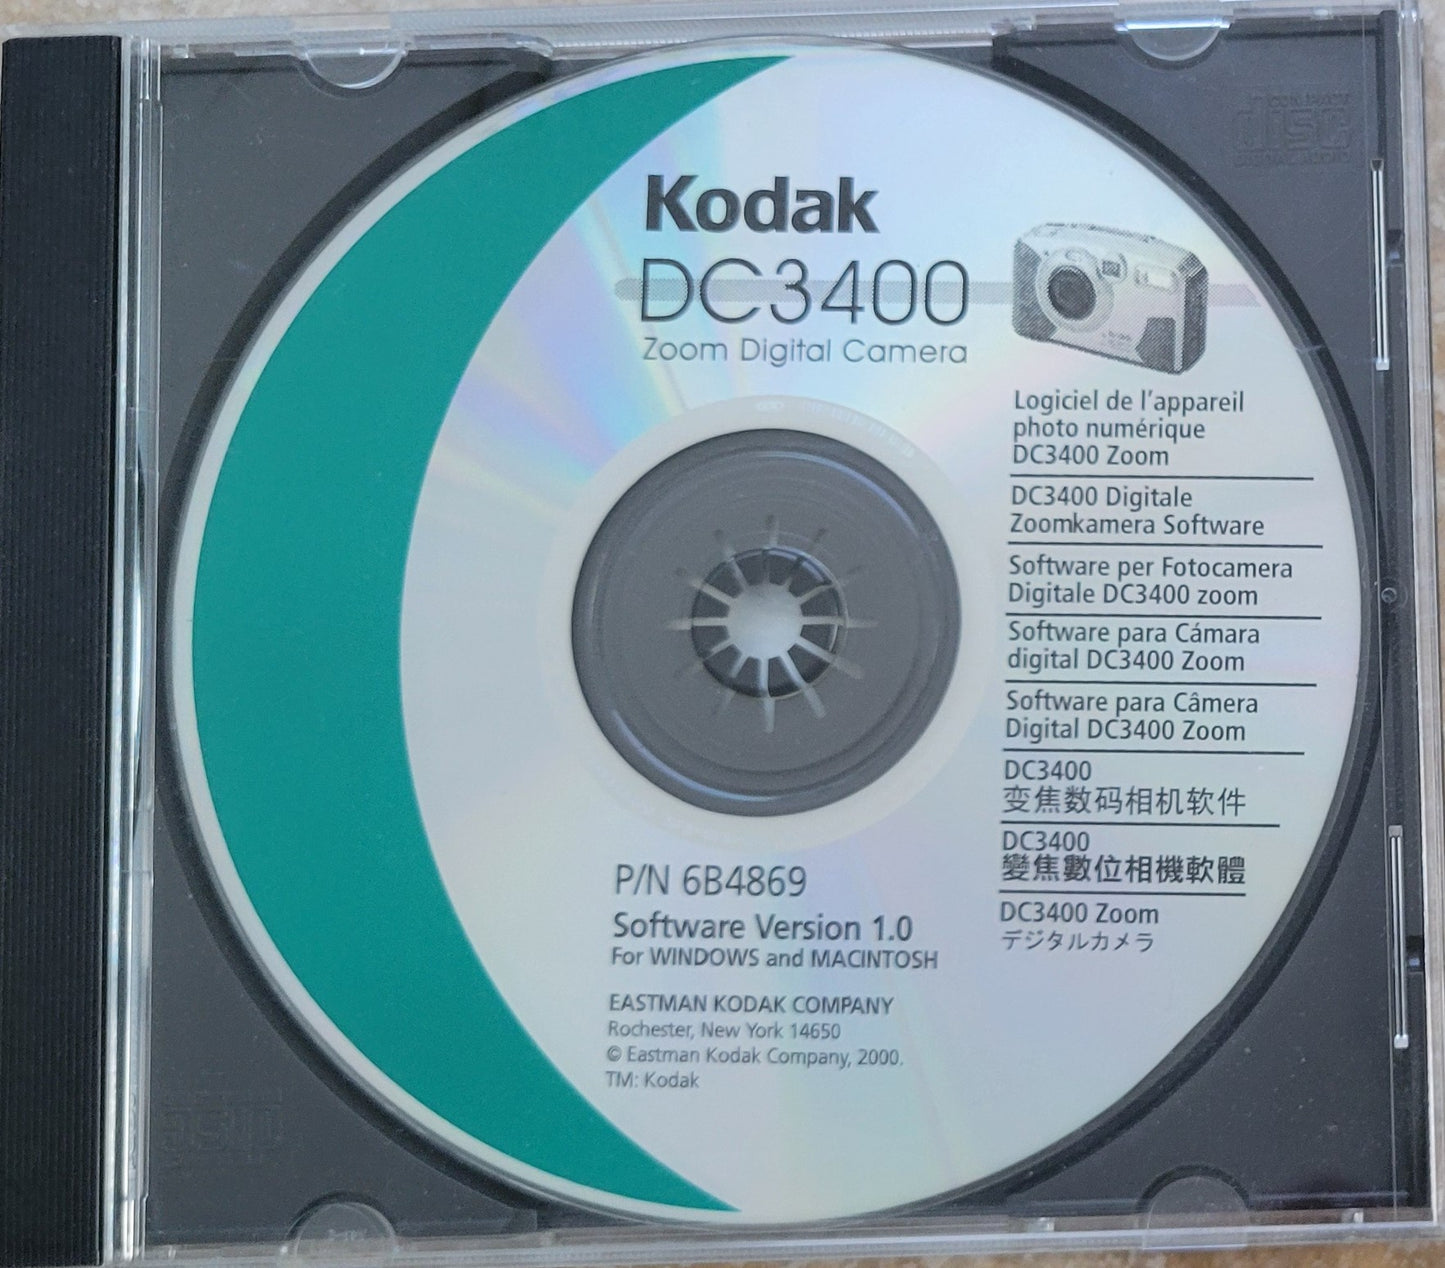 Kodak
DC3400
Zoom Digital Camera
Logiciel de l'appareil
photo numérique
DC3400 Zoom
DC3400 Digitale
Zoomkamera Software
Software per Fotocamera
Digitale DC3400 zoom
Software para Cámara
digital DC3400 Zoom
Software para Câmera
Digital DC3400 Zoom
DC3400
变焦数码相机软件
DC3400
變焦數位相機軟體
DC3400 Zoom
デジタルカメラ
P/N 6B4869
Software Version 1.0
For WINDOWS and MACINTOSH
EASTMAN KODAK COMPANY
Rochester, New York 14650
© Eastman Kodak Company, 2000.
TM: Kodak
COMPACT
disc